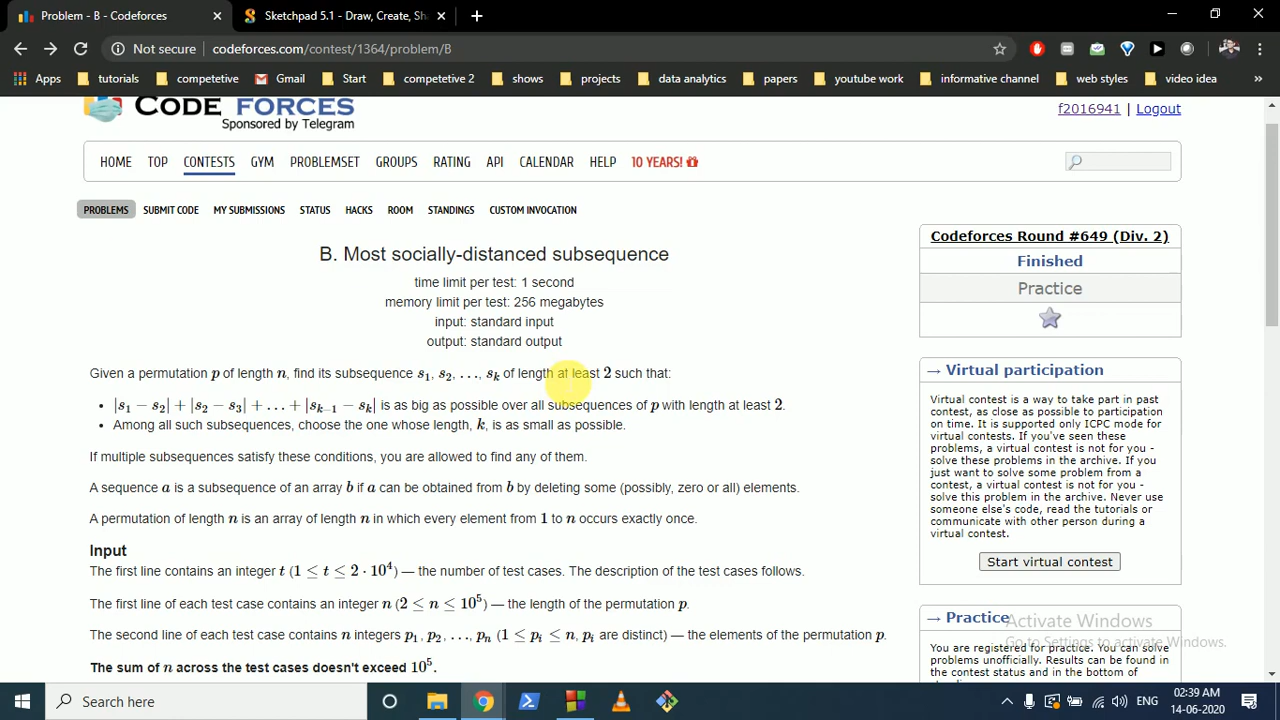 Problem - B - Codeforces
Sketchpad 5.1 - Draw, Create, Sha
Not secure codeforces.com/contest/1364/problem/B
Apps tutorials competetive Gmail Start competetive 2 shows projects data analytics papers youtube work informative channel web styles video idea »
CODE FORCES
Sponsored by Telegram
f2016941 | Logout
HOME TOP CONTESTS GYM PROBLEMSET GROUPS RATING API CALENDAR HELP 10 YEARS!
PROBLEMS SUBMIT CODE MY SUBMISSIONS STATUS HACKS ROOM STANDINGS CUSTOM INVOCATION
B. Most socially-distanced subsequence
time limit per test: 1 second
memory limit per test: 256 megabytes
input: standard input
output: standard output
Given a permutation p of length n, find its subsequence s₁, s₂, …, sₖ of length at least 2 such that:
• |s₁ − s₂| + |s₂ − s₃| + … + |sₖ₋₁ − sₖ| is as big as possible over all subsequences of p with length at least 2.
• Among all such subsequences, choose the one whose length, k, is as small as possible.
If multiple subsequences satisfy these conditions, you are allowed to find any of them.
A sequence a is a subsequence of an array b if a can be obtained from b by deleting some (possibly, zero or all) elements.
A permutation of length n is an array of length n in which every element from 1 to n occurs exactly once.
Input
The first line contains an integer t (1 ≤ t ≤ 2 · 10⁴) — the number of test cases. The description of the test cases follows.
The first line of each test case contains an integer n (2 ≤ n ≤ 10⁵) — the length of the permutation p.
The second line of each test case contains n integers p₁, p₂, …, pₙ (1 ≤ pᵢ ≤ n, pᵢ are distinct) — the elements of the permutation p.
The sum of n across the test cases doesn't exceed 10⁵.
Codeforces Round #649 (Div. 2)
Finished
Practice
→ Virtual participation
Virtual contest is a way to take part in past
contest, as close as possible to participation
on time. It is supported only ICPC mode for
virtual contests. If you've seen these
problems, a virtual contest is not for you -
solve these problems in the archive. If you
just want to solve some problem from a
contest, a virtual contest is not for you -
solve this problem in the archive. Never use
someone else's code, read the tutorials or
communicate with other person during a
virtual contest.
Start virtual contest
→ Practice
You are registered for practice. You can solve
problems unofficially. Results can be found in
the contest status and in the bottom of
Activate Windows
Go to Settings to activate Windows.
Search here
ENG
02:39 AM
14-06-2020